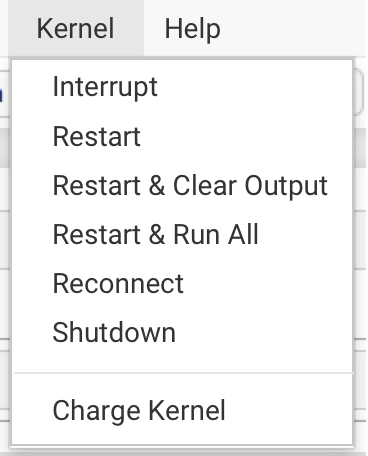 Kernel Help
Interrupt
Restart
Restart & Clear Output
Restart & Run All
Reconnect
Shutdown
Charge Kernel